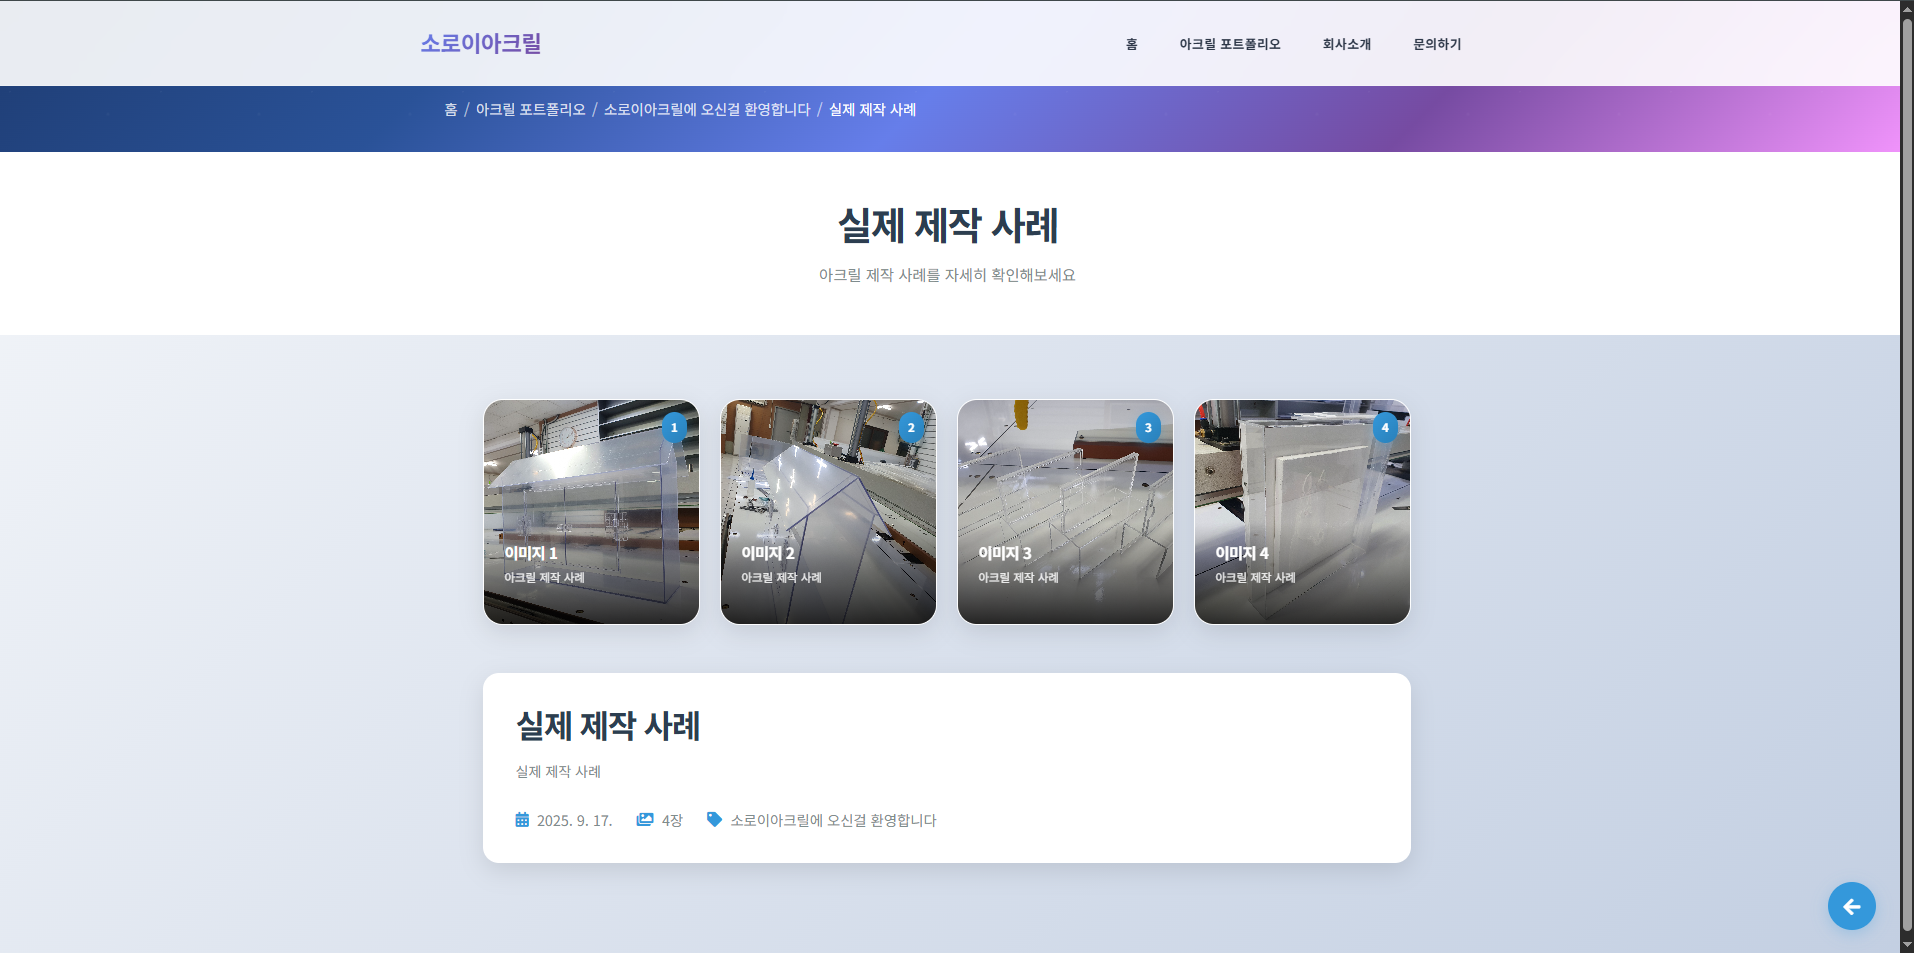 소로이아크릴
홈 아크릴 포트폴리오 회사소개 문의하기
홈 / 아크릴 포트폴리오 / 소로이아크릴에 오신걸 환영합니다 / 실제 제작 사례
실제 제작 사례
아크릴 제작 사례를 자세히 확인해보세요
1
이미지 1
아크릴 제작 사례
2
이미지 2
아크릴 제작 사례
3
이미지 3
아크릴 제작 사례
4
이미지 4
아크릴 제작 사례
실제 제작 사례
실제 제작 사례
2025. 9. 17. 4장 소로이아크릴에 오신걸 환영합니다